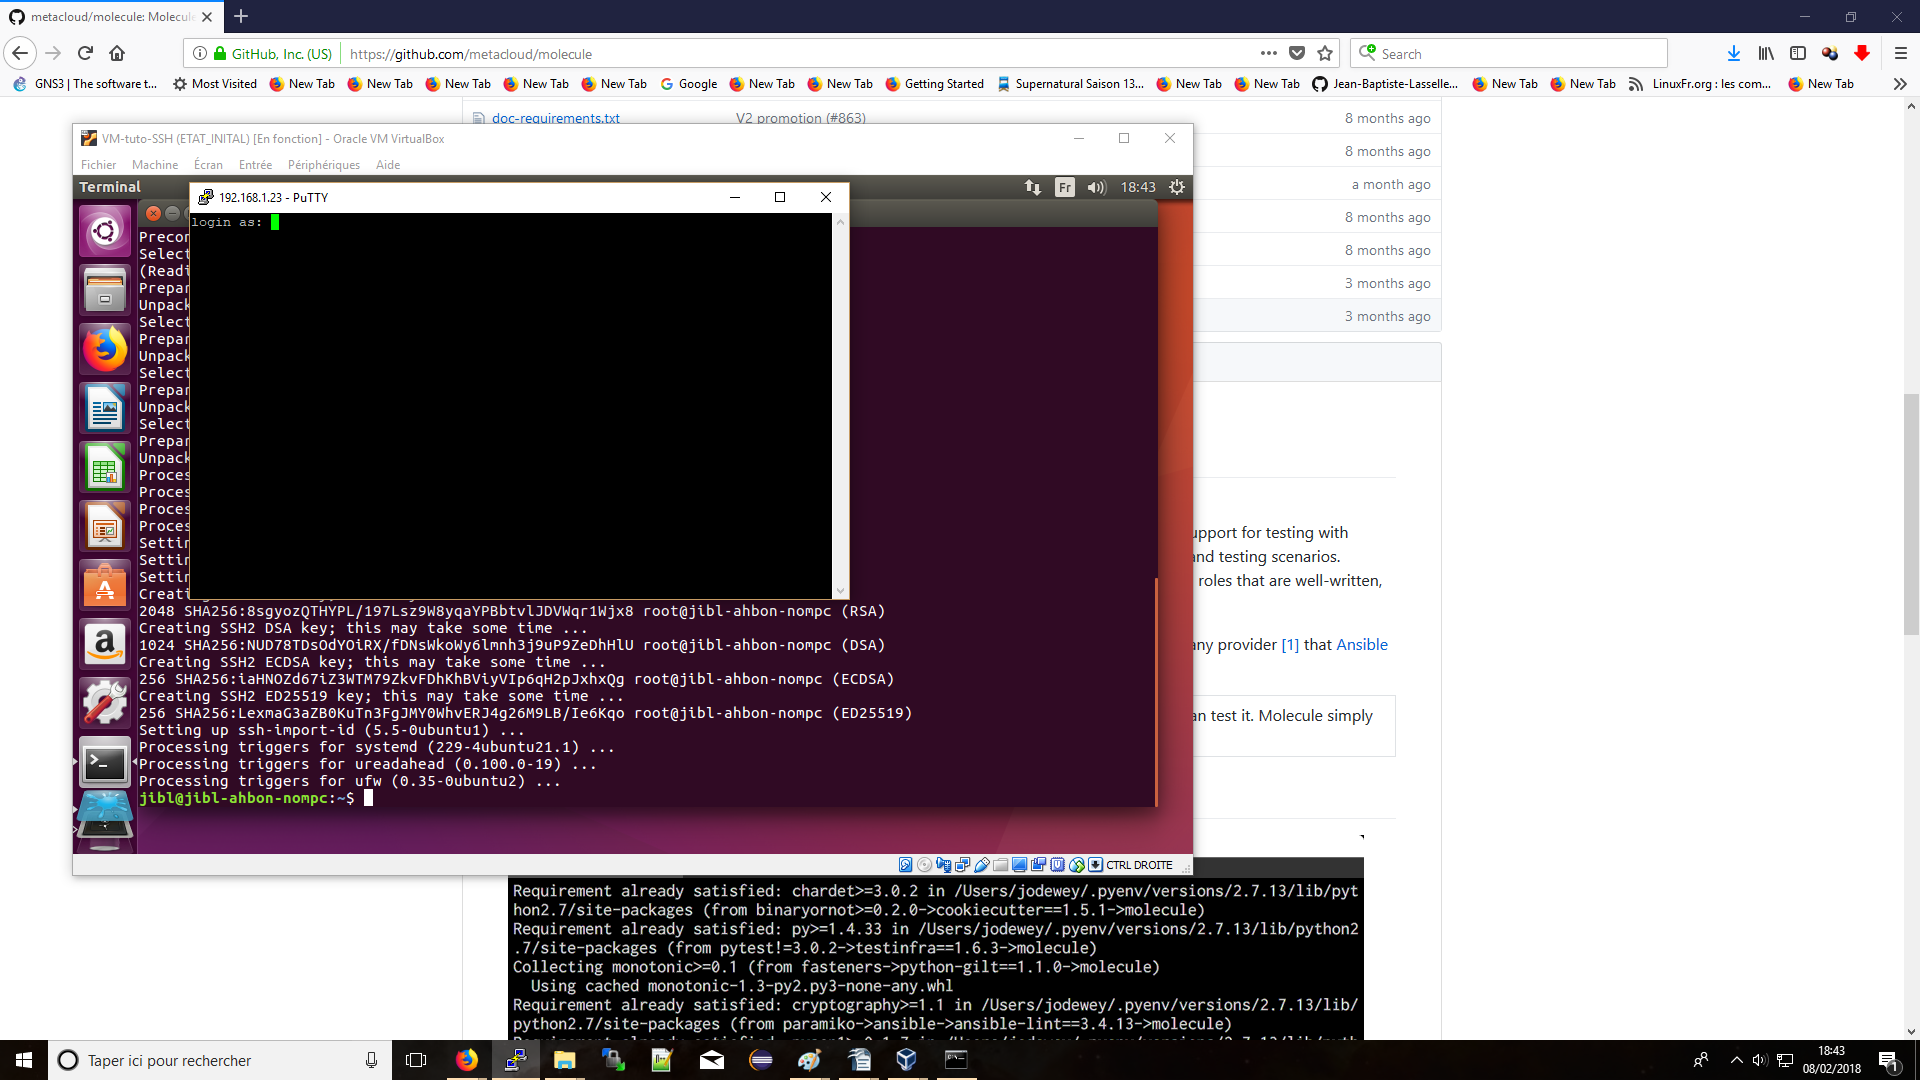 metacloud/molecule: Molecule
GitHub, Inc. (US)
https://github.com/metacloud/molecule
Search
GNS3 | The software t...
Most Visited
New Tab
New Tab
New Tab
New Tab
New Tab
Google
New Tab
New Tab
Getting Started
Supernatural Saison 13...
New Tab
New Tab
Jean-Baptiste-Lasselle...
New Tab
New Tab
LinuxFr.org : les com...
New Tab
doc-requirements.txt
V2 promotion (#863)
8 months ago
8 months ago
a month ago
8 months ago
8 months ago
3 months ago
3 months ago
VM-tuto-SSH (ETAT_INITAL) [En fonction] - Oracle VM VirtualBox
Fichier Machine Écran Entrée Périphériques Aide
Terminal
Fr
18:43
192.168.1.23 - PuTTY
login as:
Precon
Select
(Readi
Prepar
Unpack
Select
Prepar
Unpack
Select
Prepar
Unpack
Select
Prepar
Unpack
Proces
Proces
Proces
Proces
Settin
Settin
Settin
Creati
2048 SHA256:8sgyozQTHYPL/197Lsz9W8yqaYPBbtvlJDVWqr1Wjx8 root@jibl-ahbon-nompc (RSA)
Creating SSH2 DSA key; this may take some time ...
1024 SHA256:NUD78TDsOdYOiRX/fDNsWkoWy6lmnh3j9uP9ZeDhHlU root@jibl-ahbon-nompc (DSA)
Creating SSH2 ECDSA key; this may take some time ...
256 SHA256:iaHNOZd67iZ3WTM79ZkvFDhKhBViyVIp6qH2pJxhxQg root@jibl-ahbon-nompc (ECDSA)
Creating SSH2 ED25519 key; this may take some time ...
256 SHA256:LexmaG3aZB0KuTn3FgJMY0WhvERJ4g26M9LB/Ie6Kqo root@jibl-ahbon-nompc (ED25519)
Setting up ssh-import-id (5.5-0ubuntu1) ...
Processing triggers for systemd (229-4ubuntu21.1) ...
Processing triggers for ureadahead (0.100.0-19) ...
Processing triggers for ufw (0.35-0ubuntu2) ...
jibl@jibl-ahbon-nompc:~$
CTRL DROITE
upport for testing with
and testing scenarios.
roles that are well-written,
any provider [1] that Ansible
an test it. Molecule simply
Requirement already satisfied: chardet>=3.0.2 in /Users/jodewey/.pyenv/versions/2.7.13/lib/pyt
hon2.7/site-packages (from binaryornot>=0.2.0->cookiecutter==1.5.1->molecule)
Requirement already satisfied: py>=1.4.33 in /Users/jodewey/.pyenv/versions/2.7.13/lib/python2
.7/site-packages (from pytest!=3.0.2->testinfra==1.6.3->molecule)
Collecting monotonic>=0.1 (from fasteners->python-gilt==1.1.0->molecule)
Using cached monotonic-1.3-py2.py3-none-any.whl
Requirement already satisfied: cryptography>=1.1 in /Users/jodewey/.pyenv/versions/2.7.13/lib/
python2.7/site-packages (from paramiko->ansible->ansible-lint==3.4.13->molecule)
Taper ici pour rechercher
18:43
08/02/2018
1